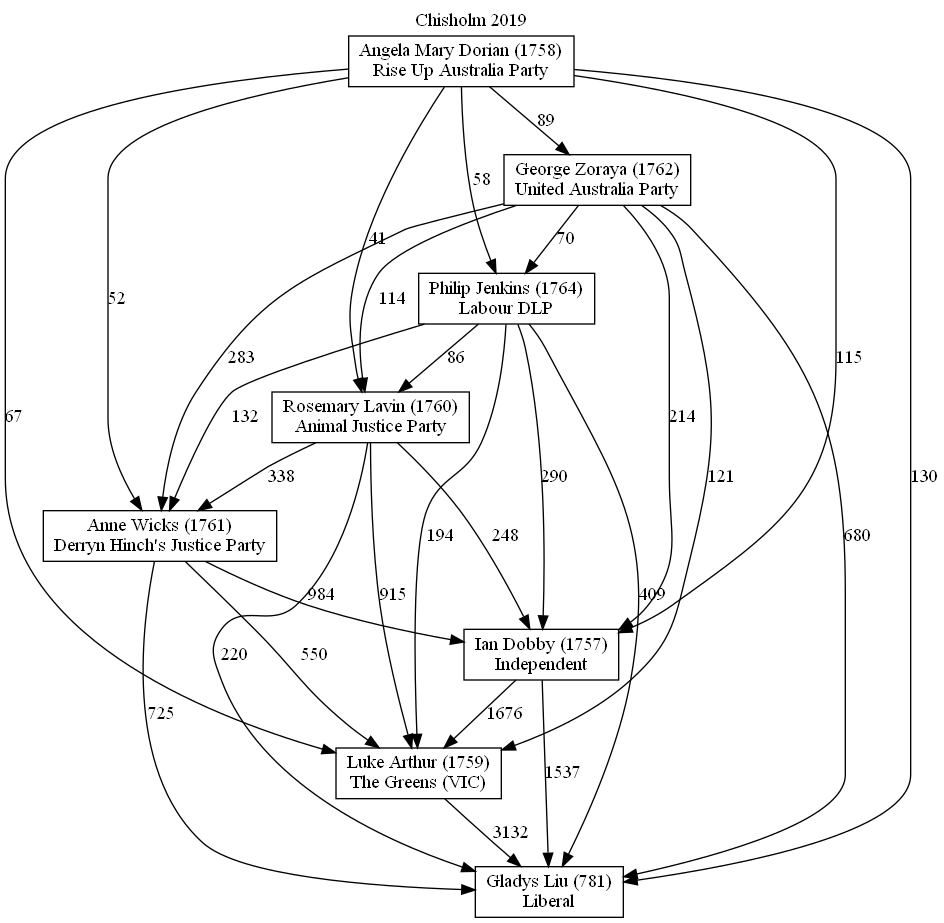 Chisholm 2019
Angela Mary Dorian (1758)
Rise Up Australia Party
89
George Zoraya (1762)
United Australia Party
58
41
70
Philip Jenkins (1764)
Labour DLP
52
114
283
86
115
67
132
214
Rosemary Lavin (1760)
Animal Justice Party
338
290
121
130
Anne Wicks (1761)
Derryn Hinch's Justice Party
194
248
680
984
915
409
Ian Dobby (1757)
Independent
220
550
725
1676
Luke Arthur (1759)
The Greens (VIC)
1537
3132
Gladys Liu (781)
Liberal